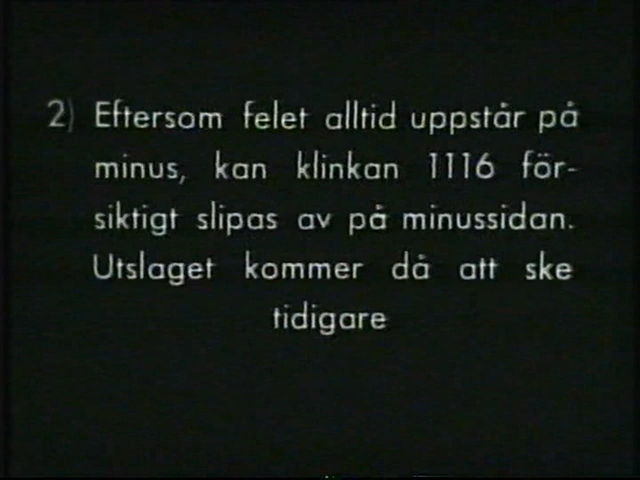 2) Eftersom felet alltid uppstår på
minus, kan klinkan 1116 för-
siktigt slipas av på minussidan.
Utslaget kommer då att ske
tidigare